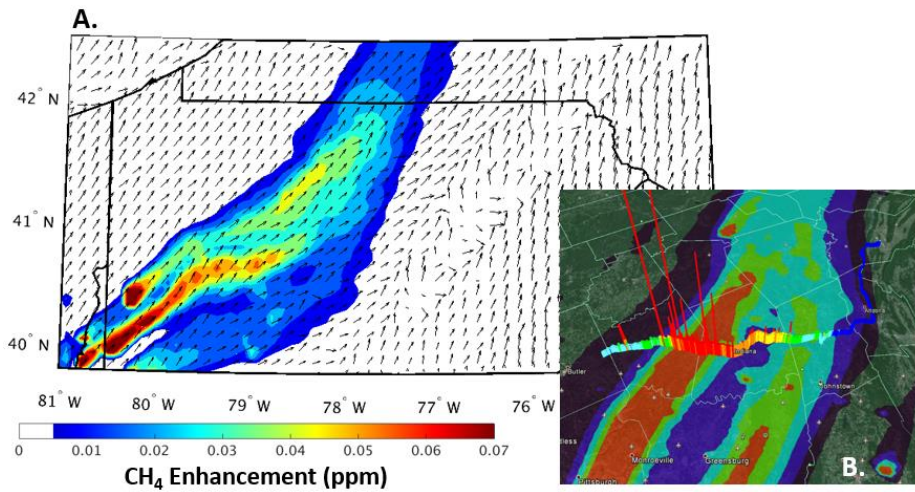 A.
42° N
41° N
40° N
81° W
80° W
79° W
78° W
77° W
76° W
0
0.01
0.02
0.03
0.04
0.05
0.06
0.07
CH₄ Enhancement (ppm)
Butler
Johnstown
Monroeville
Greensburg
Pittsburgh
B.